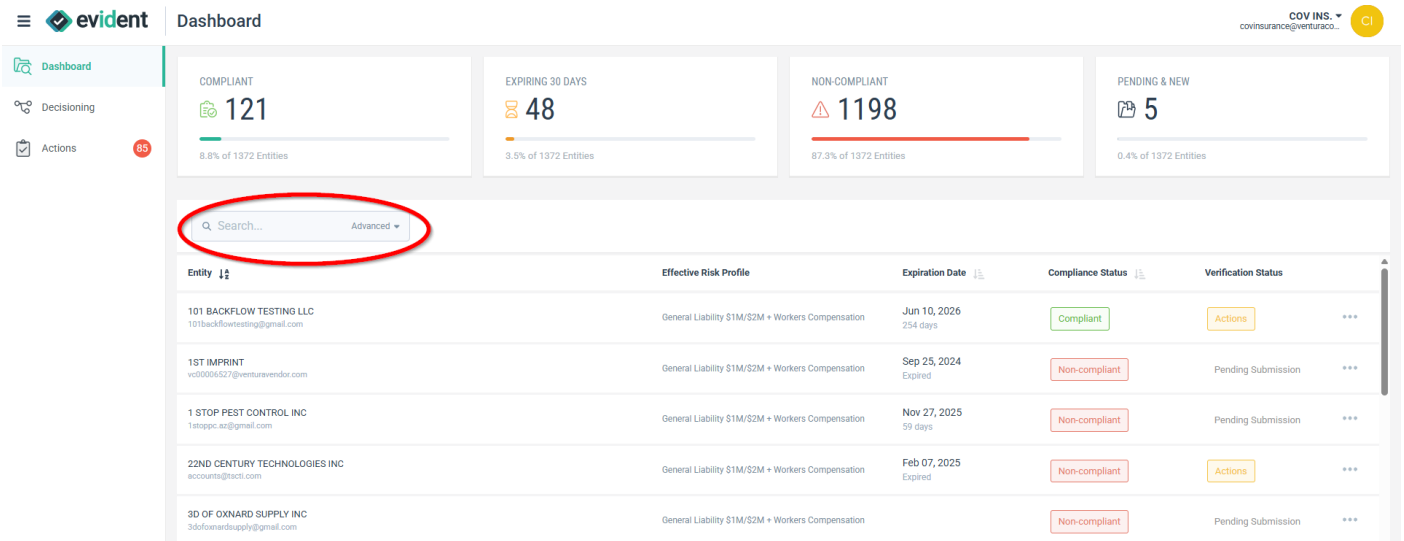 evident
Dashboard
COV INS.
covinsurance@venturaco...
CI
Dashboard
Decisioning
Actions
85
COMPLIANT
121
8.8% of 1372 Entities
EXPIRING 30 DAYS
48
3.5% of 1372 Entities
NON-COMPLIANT
1198
87.3% of 1372 Entities
PENDING & NEW
5
0.4% of 1372 Entities
Search...
Advanced
Entity Effective Risk Profile Expiration Date Compliance Status Verification Status
101 BACKFLOW TESTING LLC
101backflowtesting@gmail.com
General Liability $1M/$2M + Workers Compensation
Jun 10, 2026
254 days
Compliant
Actions
1ST IMPRINT
vc00006527@venturavendor.com
General Liability $1M/$2M + Workers Compensation
Sep 25, 2024
Expired
Non-compliant
Pending Submission
1 STOP PEST CONTROL INC
1stoppc.az@gmail.com
General Liability $1M/$2M + Workers Compensation
Nov 27, 2025
59 days
Non-compliant
Pending Submission
22ND CENTURY TECHNOLOGIES INC
accounts@tscti.com
General Liability $1M/$2M + Workers Compensation
Feb 07, 2025
Expired
Non-compliant
Actions
3D OF OXNARD SUPPLY INC
3dofoxnardsupply@gmail.com
General Liability $1M/$2M + Workers Compensation
Non-compliant
Pending Submission